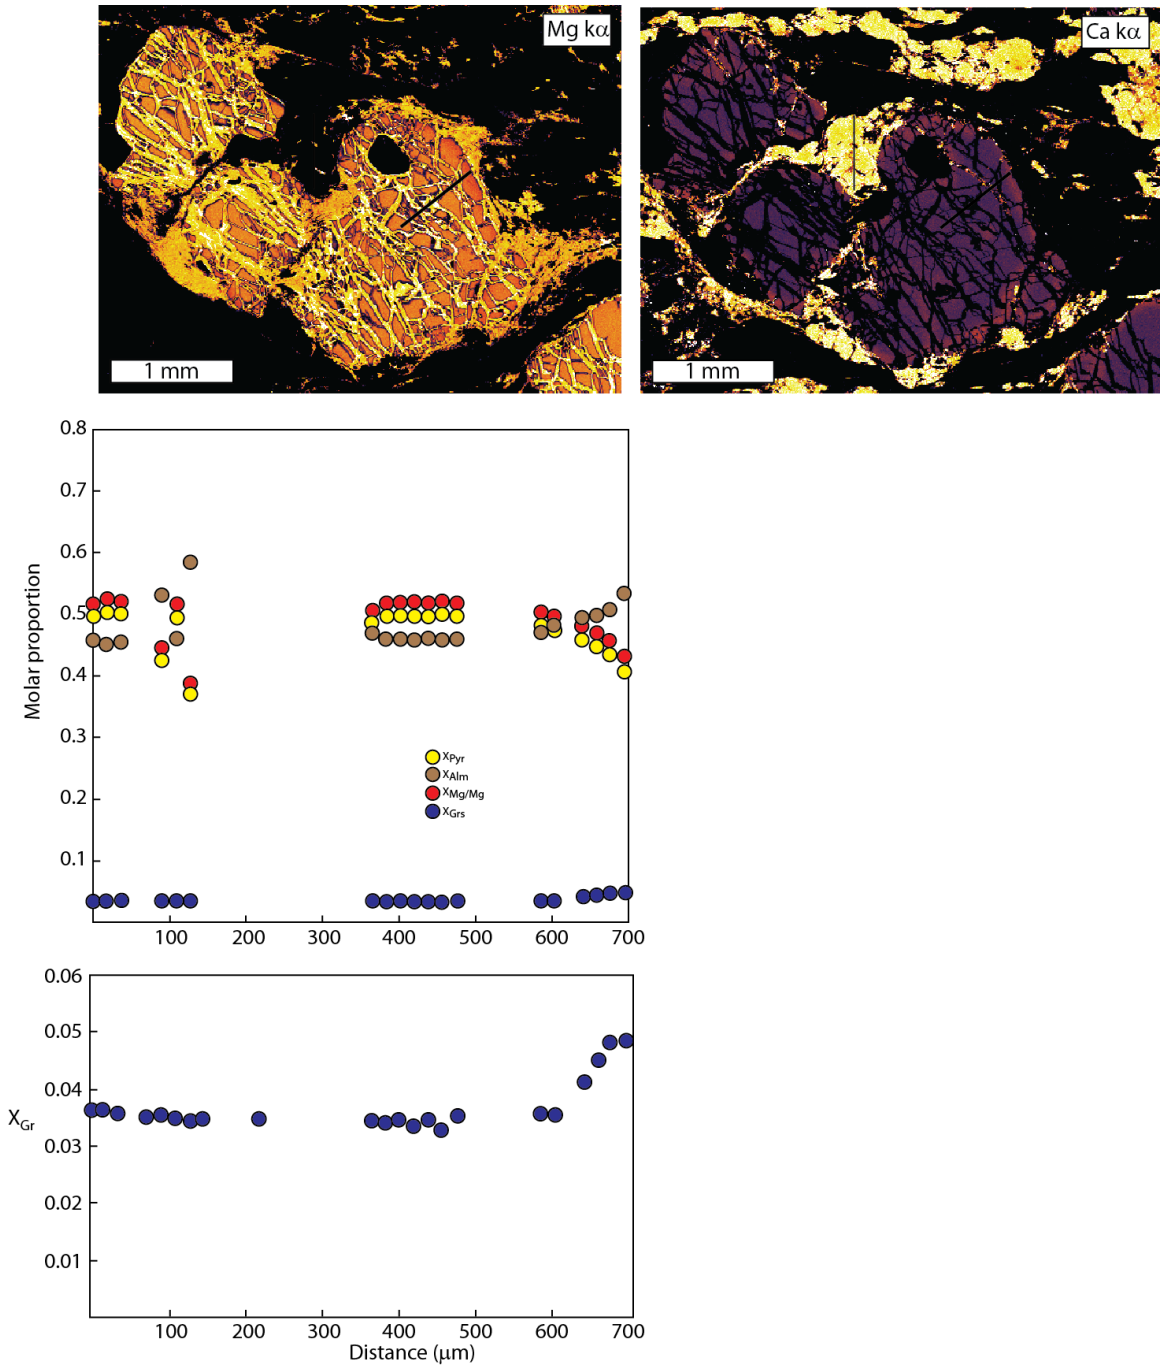 Mg kα
Ca kα
1 mm
1 mm
0.8
0.7
0.6
0.5
0.4
0.3
0.2
0.1
Molar proportion
XPyr
XAlm
XMg/Mg
XGrs
100 200 300 400 500 600 700
0.06
0.05
0.04
0.03
0.02
0.01
XGr
100 200 300 400 500 600 700
Distance (μm)